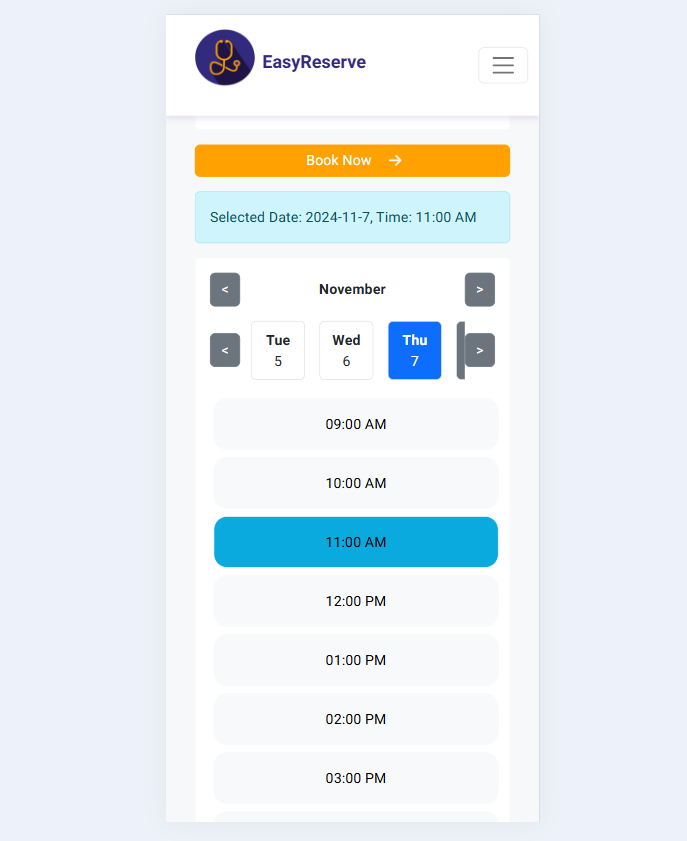 EasyReserve
Book Now
Selected Date: 2024-11-7, Time: 11:00 AM
< November >
< Tue Wed Thu >
5 6 7
09:00 AM
10:00 AM
11:00 AM
12:00 PM
01:00 PM
02:00 PM
03:00 PM